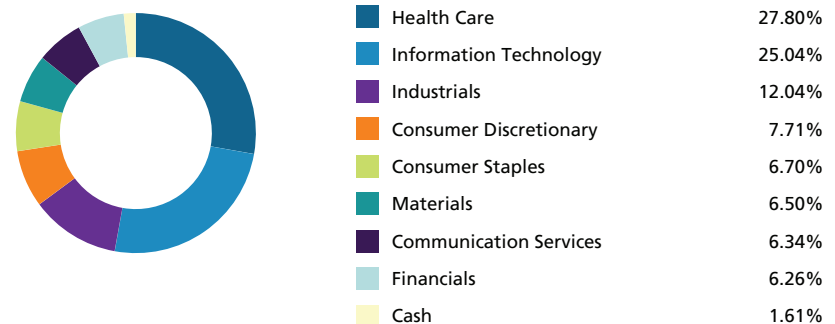 Health Care 27.80%
Information Technology 25.04%
Industrials 12.04%
Consumer Discretionary 7.71%
Consumer Staples 6.70%
Materials 6.50%
Communication Services 6.34%
Financials 6.26%
Cash 1.61%